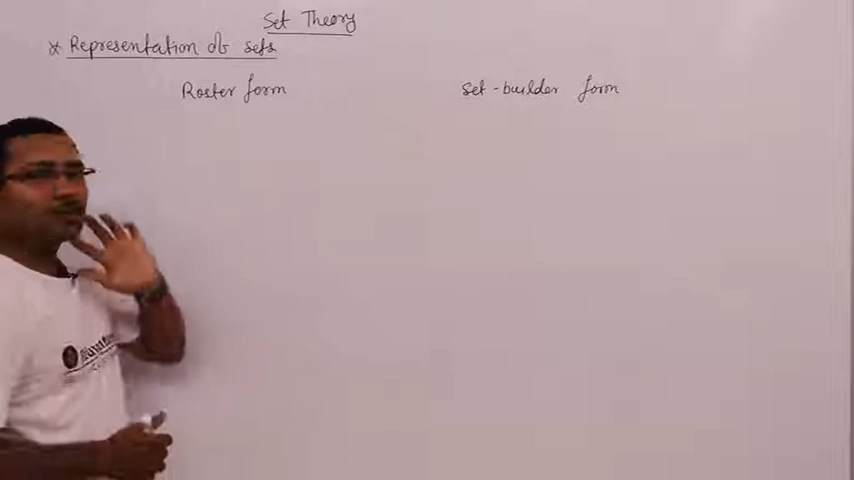 Set Theory
* Representation of sets
Roster form
Set-builder form